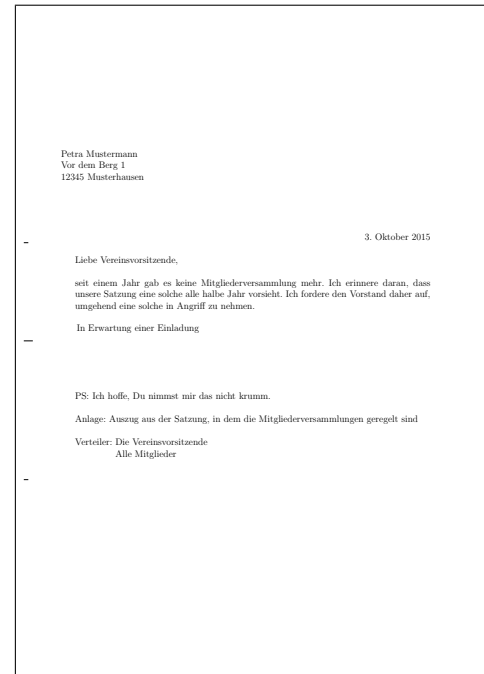 Petra Mustermann
Vor dem Berg 1
12345 Musterhausen
3. Oktober 2015
Liebe Vereinsvorsitzende,
seit einem Jahr gab es keine Mitgliederversammlung mehr. Ich erinnere daran, dass
unsere Satzung eine solche alle halbe Jahr vorsieht. Ich fordere den Vorstand daher auf,
umgehend eine solche in Angriff zu nehmen.
In Erwartung einer Einladung
PS: Ich hoffe, Du nimmst mir das nicht krumm.
Anlage: Auszug aus der Satzung, in dem die Mitgliederversammlungen geregelt sind
Verteiler: Die Vereinsvorsitzende
Alle Mitglieder